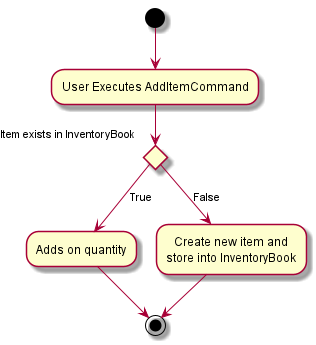 User Executes AddItemCommand
Item exists in InventoryBook
True
False
Adds on quantity
Create new item and
store into InventoryBook